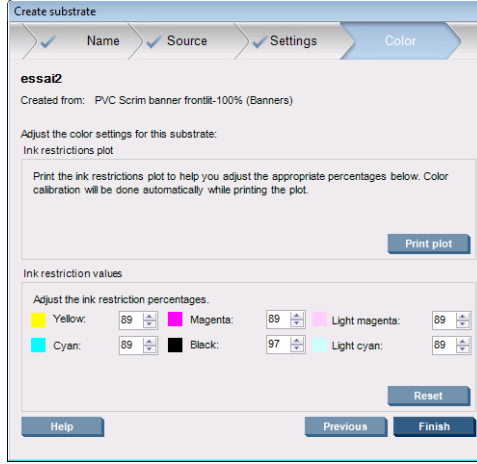 Create substrate
Name Source Settings Color
essai2
Created from: PVC Scrim banner frontlit-100% (Banners)
Adjust the color settings for this substrate:
Ink restrictions plot
Print the ink restrictions plot to help you adjust the appropriate percentages below. Color
calibration will be done automatically while printing the plot.
Print plot
Ink restriction values
Adjust the ink restriction percentages.
Yellow: 89 Magenta: 89 Light magenta: 89
Cyan: 89 Black: 97 Light cyan: 89
Reset
Help Previous Finish